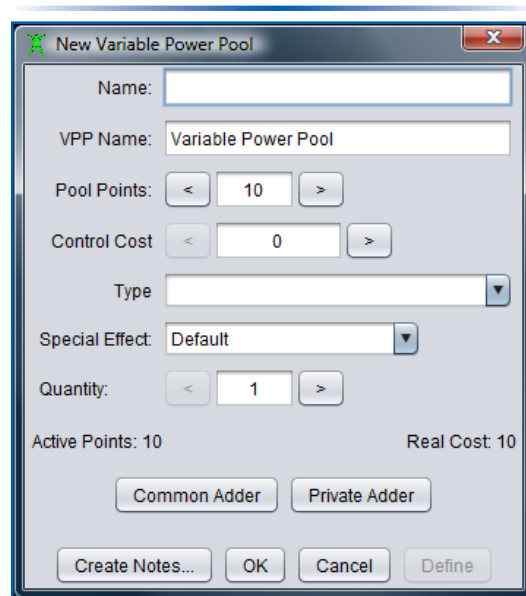 New Variable Power Pool
Name:
VPP Name: Variable Power Pool
Pool Points: < 10 >
Control Cost < 0 >
Type
Special Effect: Default
Quantity: < 1 >
Active Points: 10 Real Cost: 10
Common Adder Private Adder
Create Notes... OK Cancel Define